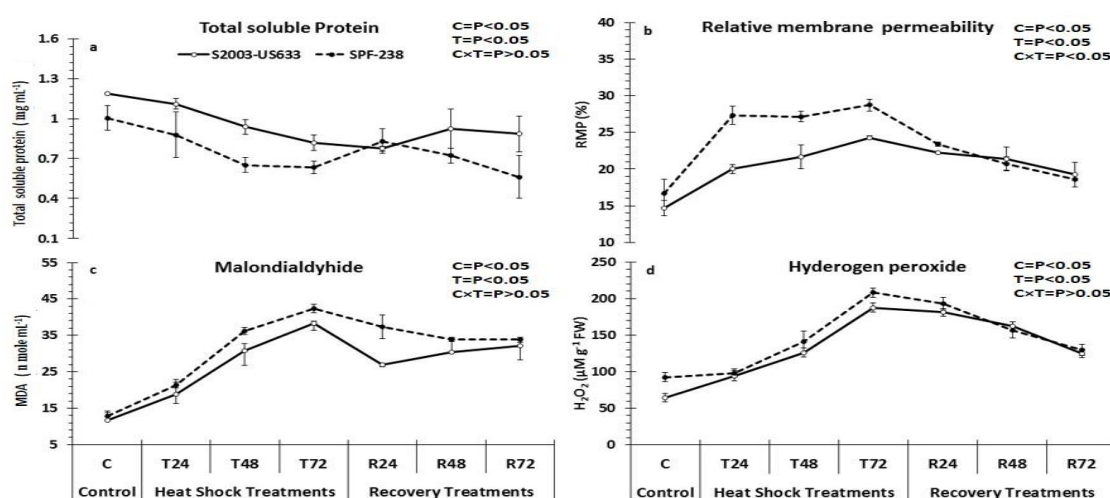 Total soluble Protein
a
S2003-US633
SPF-238
C=P<0.05
T=P<0.05
C×T=P>0.05
1.6
1.3
1
0.7
0.4
0.1
Total soluble protein ( mg mL-1)
Relative membrane permeability
b
C=P<0.05
T=P<0.05
C×T=P<0.05
40
35
30
25
20
15
10
RMP (%)
Malondialdyhide
c
C=P<0.05
T=P<0.05
C×T=P>0.05
55
45
35
25
15
5
MDA ( n mole mL-1)
C
T24
T48
T72
R24
R48
R72
Control
Heat Shock Treatments
Recovery Treatments
Hyderogen peroxide
d
C=P<0.05
T=P<0.05
C×T=P>0.05
250
200
150
100
50
0
H2O2 (µM g-1 FW)
C
T24
T48
T72
R24
R48
R72
Control
Heat Shock Treatments
Recovery Treatments